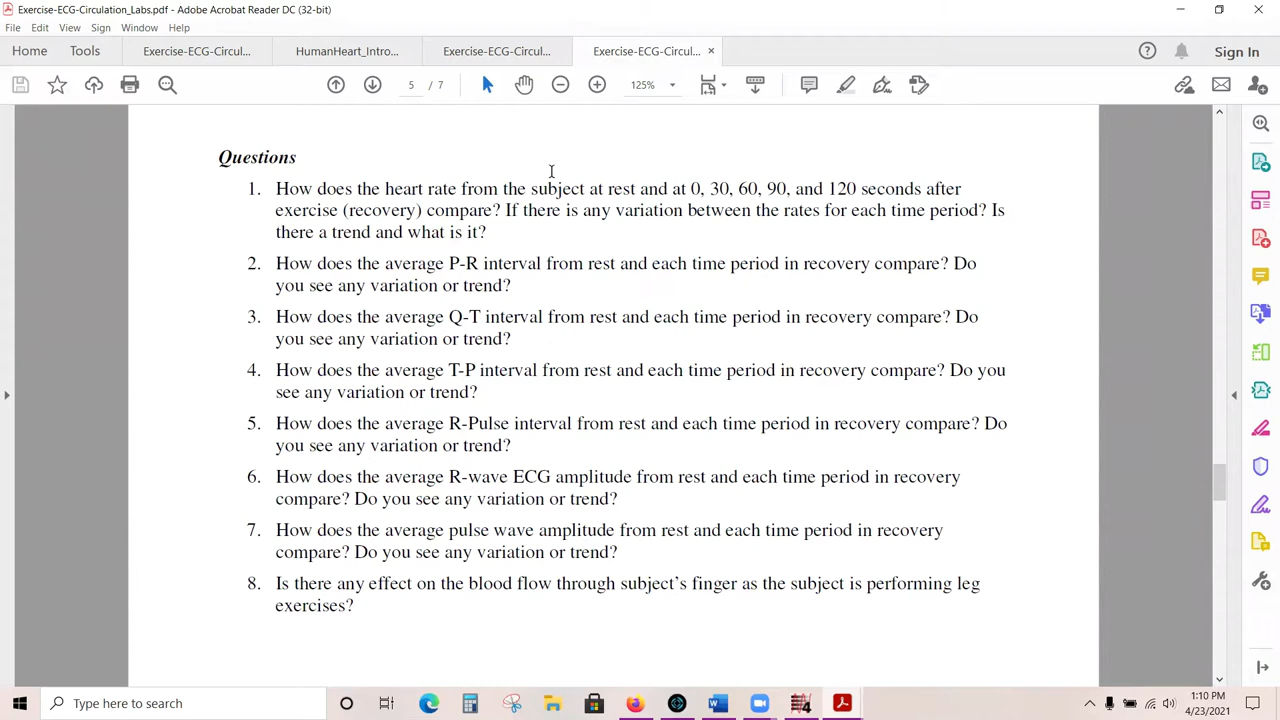 Exercise-ECG-Circulation_Labs.pdf - Adobe Acrobat Reader DC (32-bit)
File Edit View Sign Window Help
Home Tools Exercise-ECG-Circul... HumanHeart_Intro... Exercise-ECG-Circul... Exercise-ECG-Circul... × Sign In
5 / 7 125%
Questions
1. How does the heart rate from the subject at rest and at 0, 30, 60, 90, and 120 seconds after
exercise (recovery) compare? If there is any variation between the rates for each time period? Is
there a trend and what is it?
2. How does the average P-R interval from rest and each time period in recovery compare? Do
you see any variation or trend?
3. How does the average Q-T interval from rest and each time period in recovery compare? Do
you see any variation or trend?
4. How does the average T-P interval from rest and each time period in recovery compare? Do you
see any variation or trend?
5. How does the average R-Pulse interval from rest and each time period in recovery compare? Do
you see any variation or trend?
6. How does the average R-wave ECG amplitude from rest and each time period in recovery
compare? Do you see any variation or trend?
7. How does the average pulse wave amplitude from rest and each time period in recovery
compare? Do you see any variation or trend?
8. Is there any effect on the blood flow through subject's finger as the subject is performing leg
exercises?
Type here to search
1:10 PM
4/23/2021